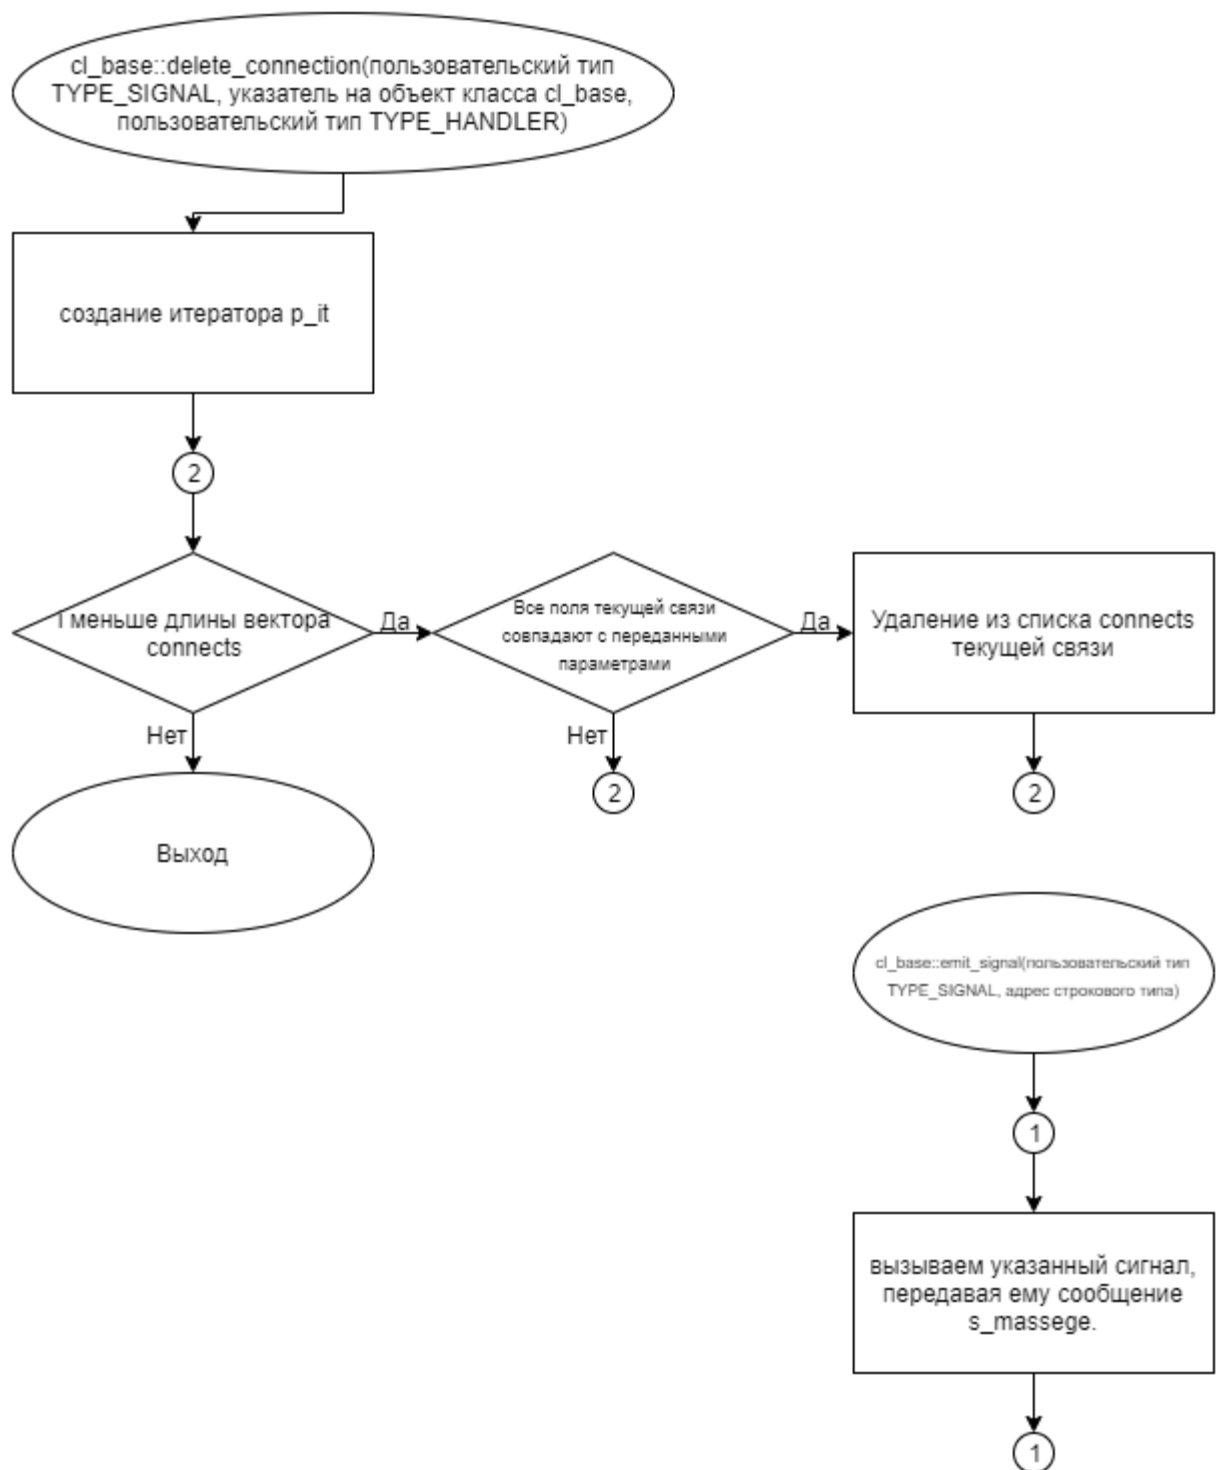 cl_base::delete_connection(пользовательский тип
TYPE_SIGNAL, указатель на объект класса cl_base,
пользовательский тип TYPE_HANDLER)
создание итератора p_it
2
I меньше длины вектора
connects
Да
Все поля текущей связи
совпадают с переданными
параметрами
Да
Удаление из списка connects
текущей связи
Нет
Нет
2
2
Выход
cl_base::emit_signal(пользовательский тип
TYPE_SIGNAL, адрес строкового типа)
1
вызываем указанный сигнал,
передавая ему сообщение
s_massege.
1